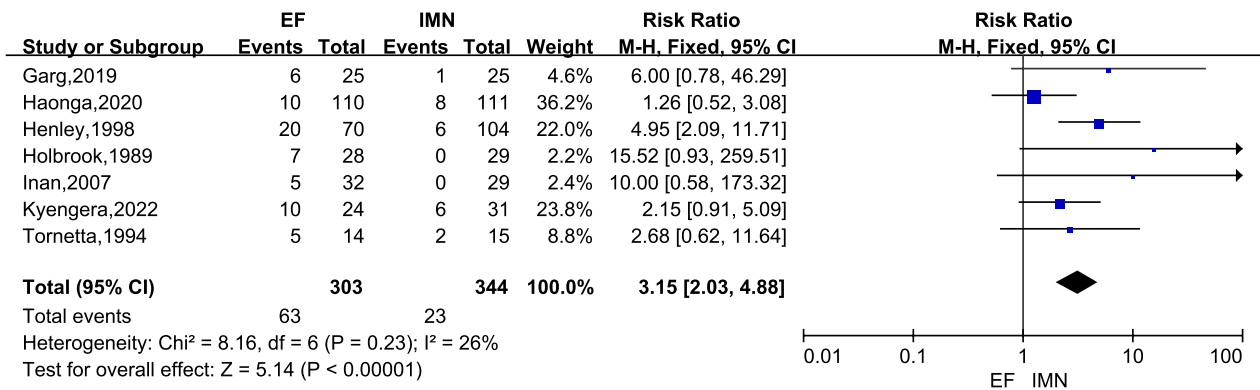 EF IMN Risk Ratio Risk Ratio
Study or Subgroup Events Total Events Total Weight M-H, Fixed, 95% CI M-H, Fixed, 95% CI
Garg,2019 6 25 1 25 4.6% 6.00 [0.78, 46.29]
Haonga,2020 10 110 8 111 36.2% 1.26 [0.52, 3.08]
Henley,1998 20 70 6 104 22.0% 4.95 [2.09, 11.71]
Holbrook,1989 7 28 0 29 2.2% 15.52 [0.93, 259.51]
Inan,2007 5 32 0 29 2.4% 10.00 [0.58, 173.32]
Kyengera,2022 10 24 6 31 23.8% 2.15 [0.91, 5.09]
Tornetta,1994 5 14 2 15 8.8% 2.68 [0.62, 11.64]
Total (95% CI) 303 344 100.0% 3.15 [2.03, 4.88]
Total events 63 23
Heterogeneity: Chi² = 8.16, df = 6 (P = 0.23); I² = 26%
Test for overall effect: Z = 5.14 (P < 0.00001)
0.01 0.1 1 10 100
EF IMN